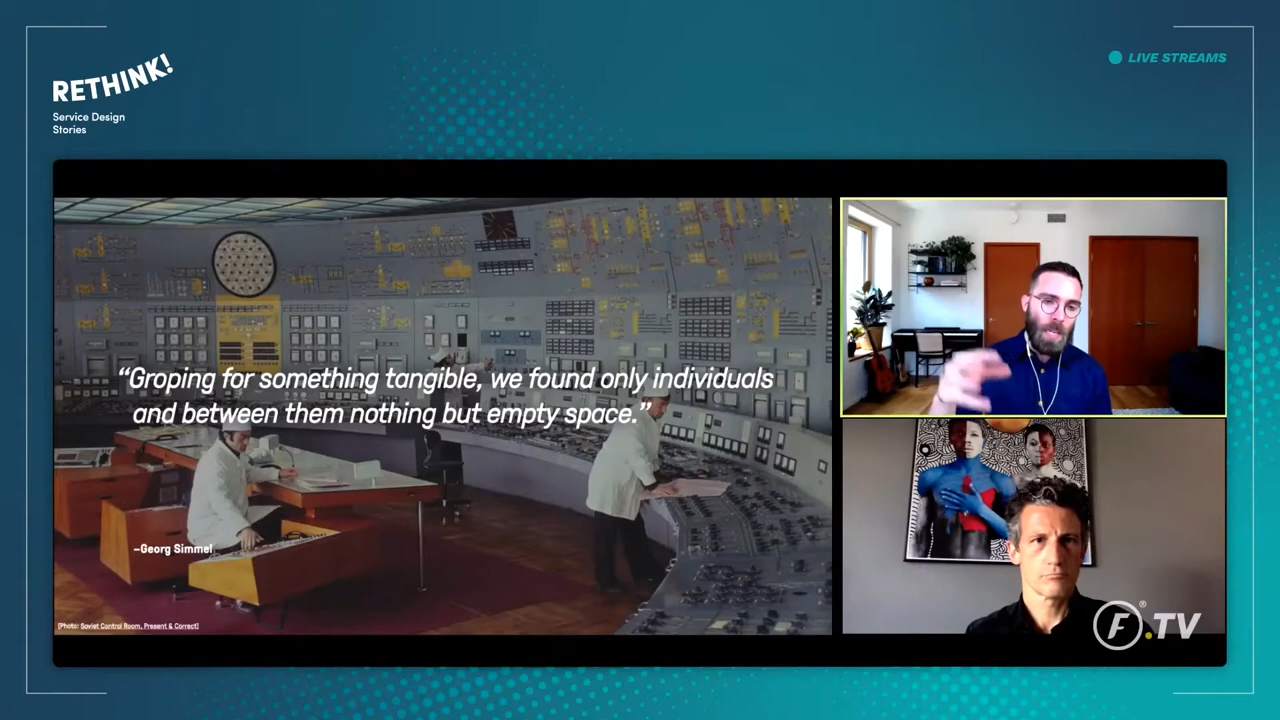 RETHINK!
Service Design
Stories
LIVE STREAMS
“Groping for something tangible, we found only individuals
and between them nothing but empty space.”
–Georg Simmel
[Photo: Soviet Control Room, Present & Correct]
F®.TV